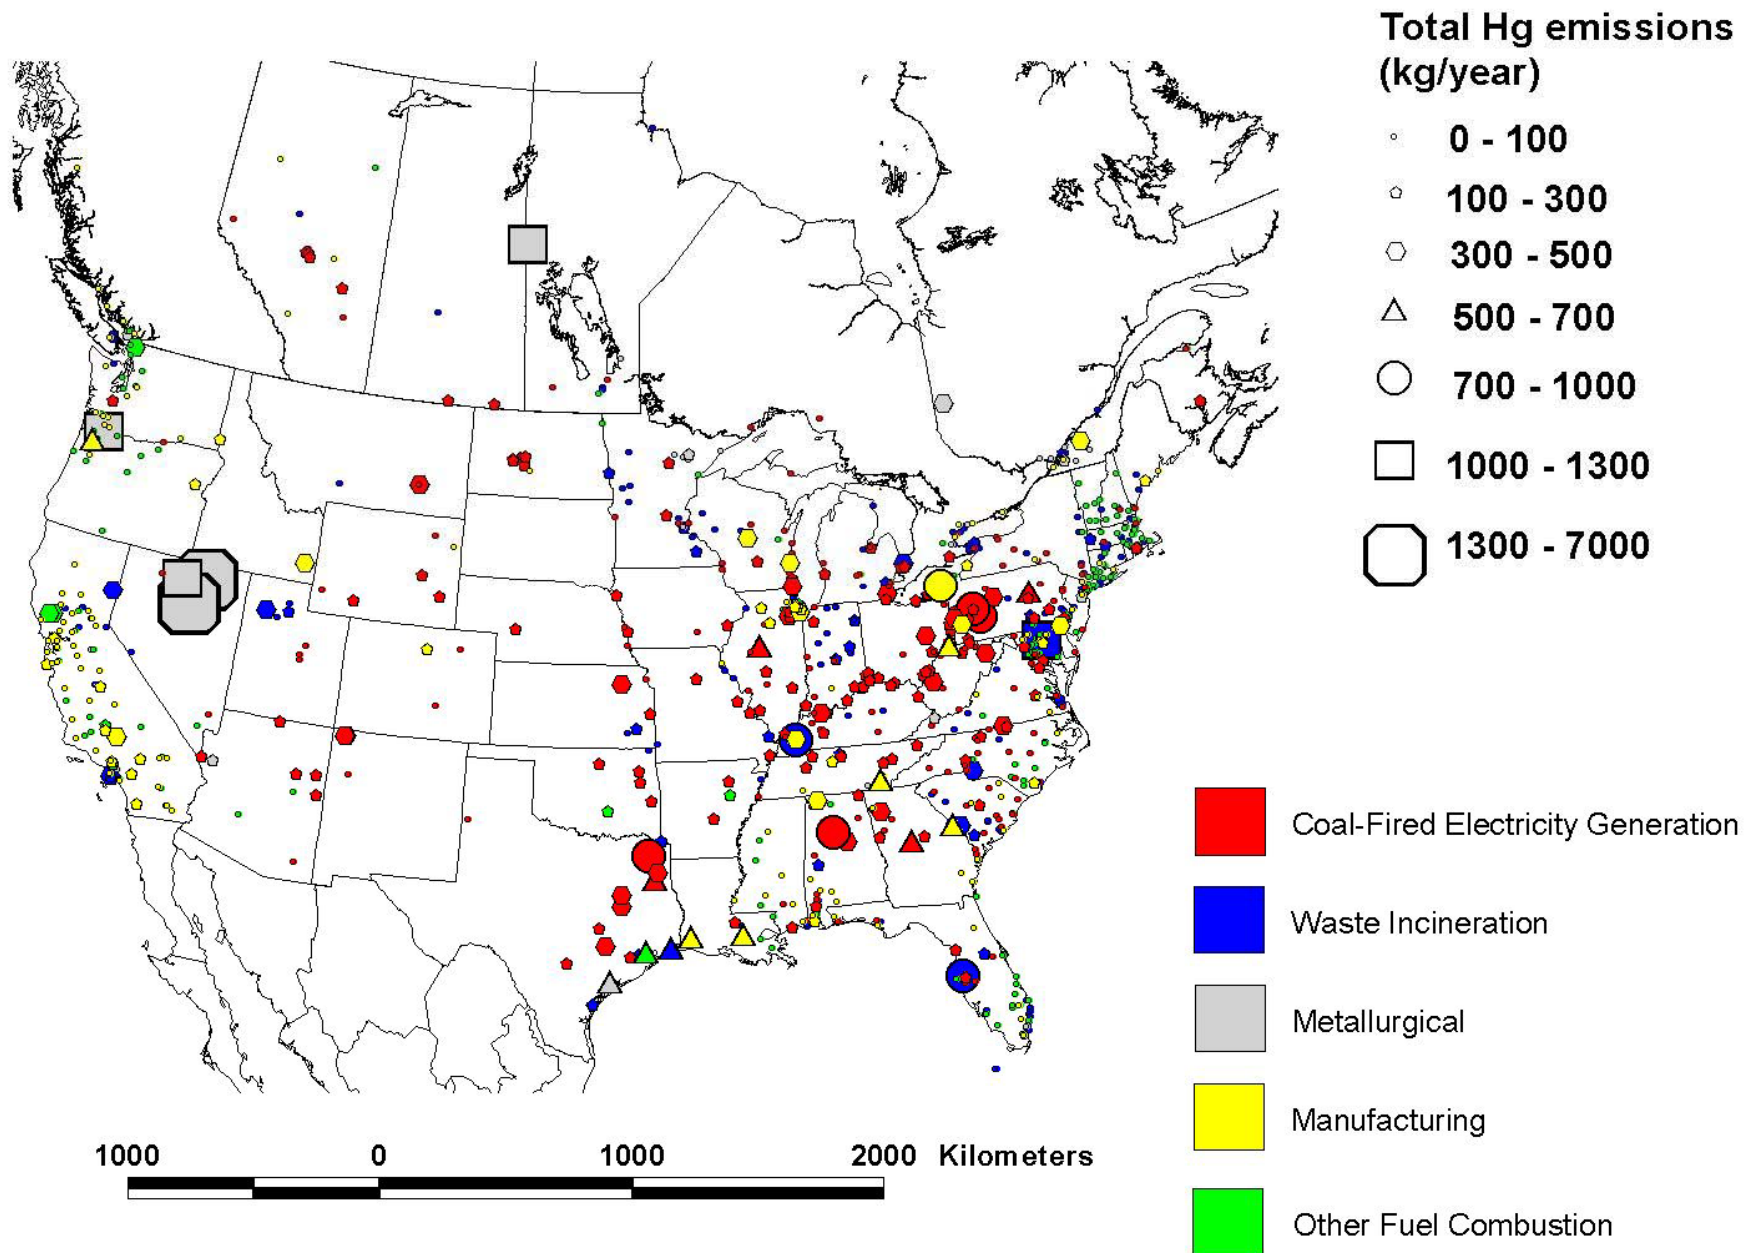 Total Hg emissions
(kg/year)
0 - 100
100 - 300
300 - 500
500 - 700
700 - 1000
1000 - 1300
1300 - 7000
Coal-Fired Electricity Generation
Waste Incineration
Metallurgical
Manufacturing
Other Fuel Combustion
1000 0 1000 2000 Kilometers